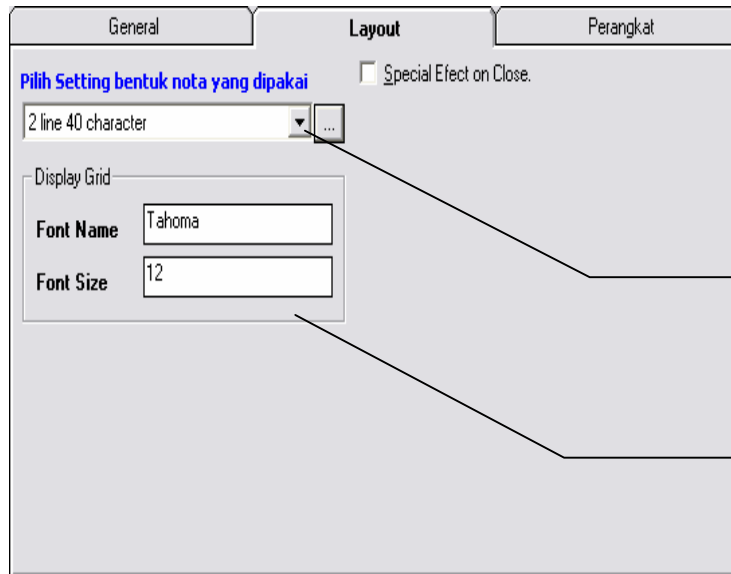 General
Layout
Perangkat
Pilih Setting bentuk nota yang dipakai
Special Efect on Close.
2 line 40 character
...
Display Grid
Font Name
Tahoma
Font Size
12